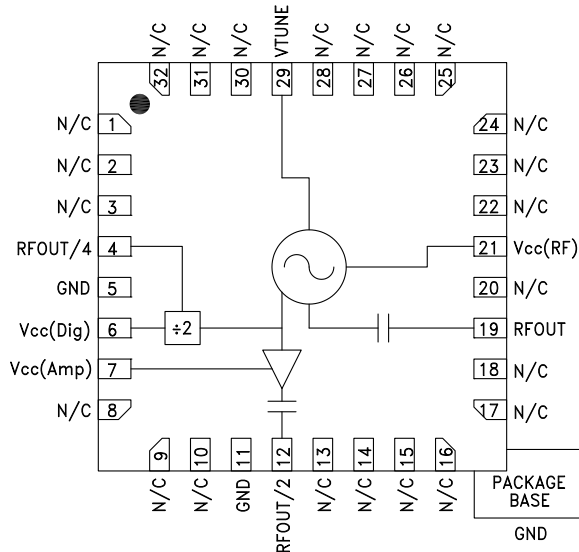 N/C
N/C
N/C
VTUNE
N/C
N/C
N/C
N/C
32
31
30
29
28
27
26
25
N/C 1
N/C 2
N/C 3
RFOUT/4 4
GND 5
Vcc(Dig) 6
Vcc(Amp) 7
N/C 8
÷2
24 N/C
23 N/C
22 N/C
21 Vcc(RF)
20 N/C
19 RFOUT
18 N/C
17 N/C
9
10
11
12
13
14
15
16
N/C
N/C
GND
RFOUT/2
N/C
N/C
N/C
N/C
PACKAGE
BASE
GND